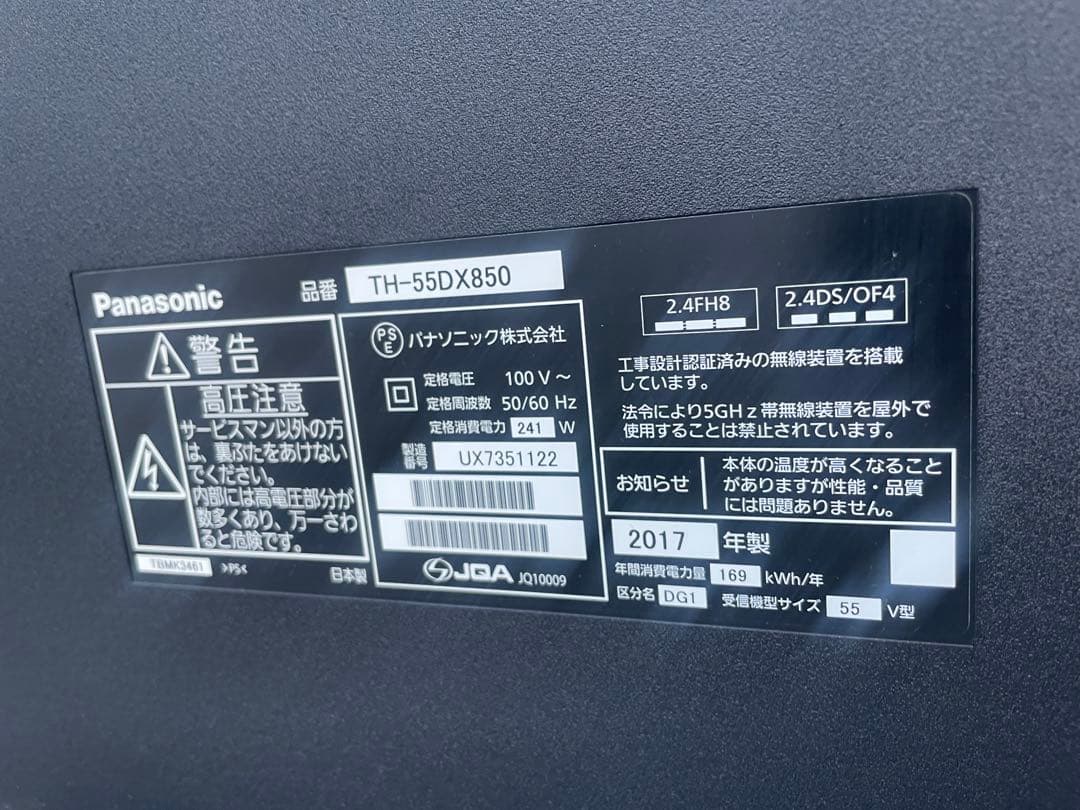 Panasonic
品番 TH-55DX850
警告
高圧注意
サービスマン以外の方
は、裏ぶたをあけない
でください。
内部には高電圧部分が
数多くあり、万一さわ
ると危険です。
TBMK3461 >PS<
日本製
PS
E
パナソニック株式会社
定格電圧 100 V ~
定格周波数 50/60 Hz
定格消費電力 241 W
製造
番号
UX7351122
JQA JQ10009
2.4FH8
2.4DS/OF4
工事設計認証済みの無線装置を搭載
しています。
法令により5GHz帯無線装置を屋外で
使用することは禁止されています。
お知らせ
本体の温度が高くなること
がありますが性能・品質
には問題ありません。
2017 年製
年間消費電力量 169 kWh/年
区分名 DG1 受信機型サイズ 55 V型